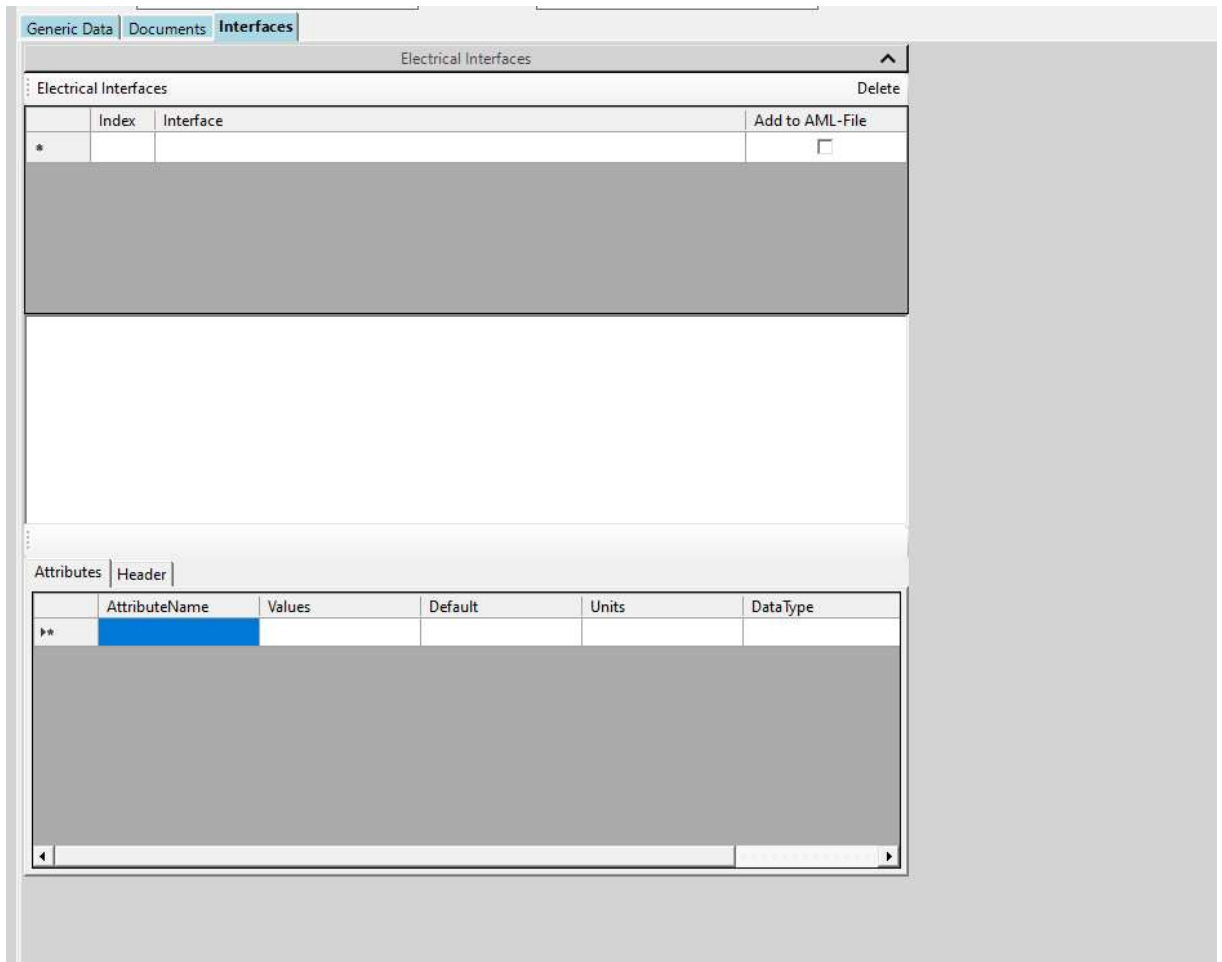 Generic Data Documents Interfaces
Electrical Interfaces
Electrical Interfaces Delete
Index Interface Add to AML-File
*
Attributes Header
AttributeName Values Default Units DataType
*